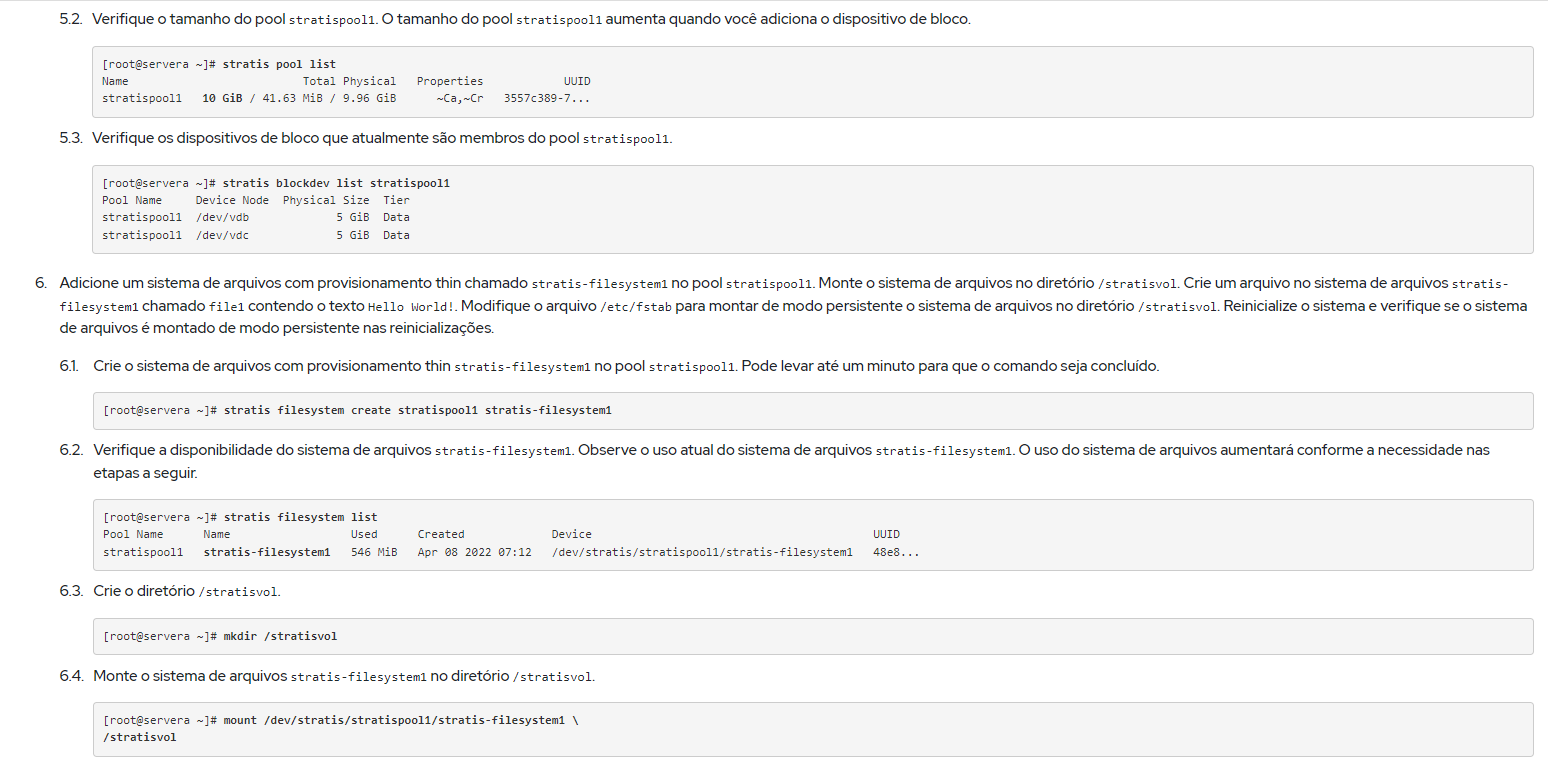 5.2. Verifique o tamanho do pool stratispool1. O tamanho do pool stratispool1 aumenta quando você adiciona o dispositivo de bloco.
[root@servera ~]# stratis pool list
Name                          Total Physical   Properties            UUID
stratispool1   10 GiB / 41.63 MiB / 9.96 GiB      ~Ca,~Cr   3557c389-7...
5.3. Verifique os dispositivos de bloco que atualmente são membros do pool stratispool1.
[root@servera ~]# stratis blockdev list stratispool1
Pool Name     Device Node  Physical Size  Tier
stratispool1  /dev/vdb             5 GiB  Data
stratispool1  /dev/vdc             5 GiB  Data
6. Adicione um sistema de arquivos com provisionamento thin chamado stratis-filesystem1 no pool stratispool1. Monte o sistema de arquivos no diretório /stratisvol. Crie um arquivo no sistema de arquivos stratis-
filesystem1 chamado file1 contendo o texto Hello World!. Modifique o arquivo /etc/fstab para montar de modo persistente o sistema de arquivos no diretório /stratisvol. Reinicialize o sistema e verifique se o sistema
de arquivos é montado de modo persistente nas reinicializações.
6.1. Crie o sistema de arquivos com provisionamento thin stratis-filesystem1 no pool stratispool1. Pode levar até um minuto para que o comando seja concluído.
[root@servera ~]# stratis filesystem create stratispool1 stratis-filesystem1
6.2. Verifique a disponibilidade do sistema de arquivos stratis-filesystem1. Observe o uso atual do sistema de arquivos stratis-filesystem1. O uso do sistema de arquivos aumentará conforme a necessidade nas
etapas a seguir.
[root@servera ~]# stratis filesystem list
Pool Name      Name                  Used      Created             Device                                          UUID
stratispool1   stratis-filesystem1   546 MiB   Apr 08 2022 07:12   /dev/stratis/stratispool1/stratis-filesystem1   48e8...
6.3. Crie o diretório /stratisvol.
[root@servera ~]# mkdir /stratisvol
6.4. Monte o sistema de arquivos stratis-filesystem1 no diretório /stratisvol.
[root@servera ~]# mount /dev/stratis/stratispool1/stratis-filesystem1 \
/stratisvol